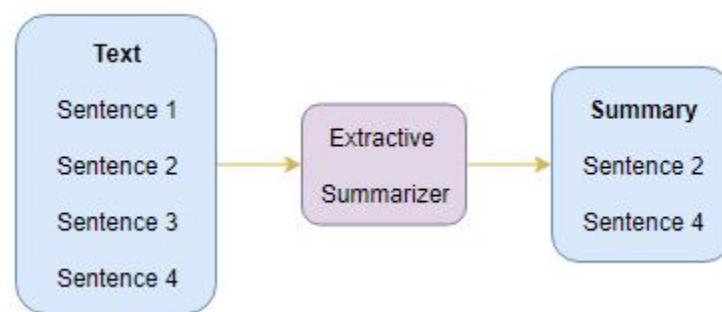 Text
Sentence 1
Sentence 2
Sentence 3
Sentence 4
Extractive
Summarizer
Summary
Sentence 2
Sentence 4